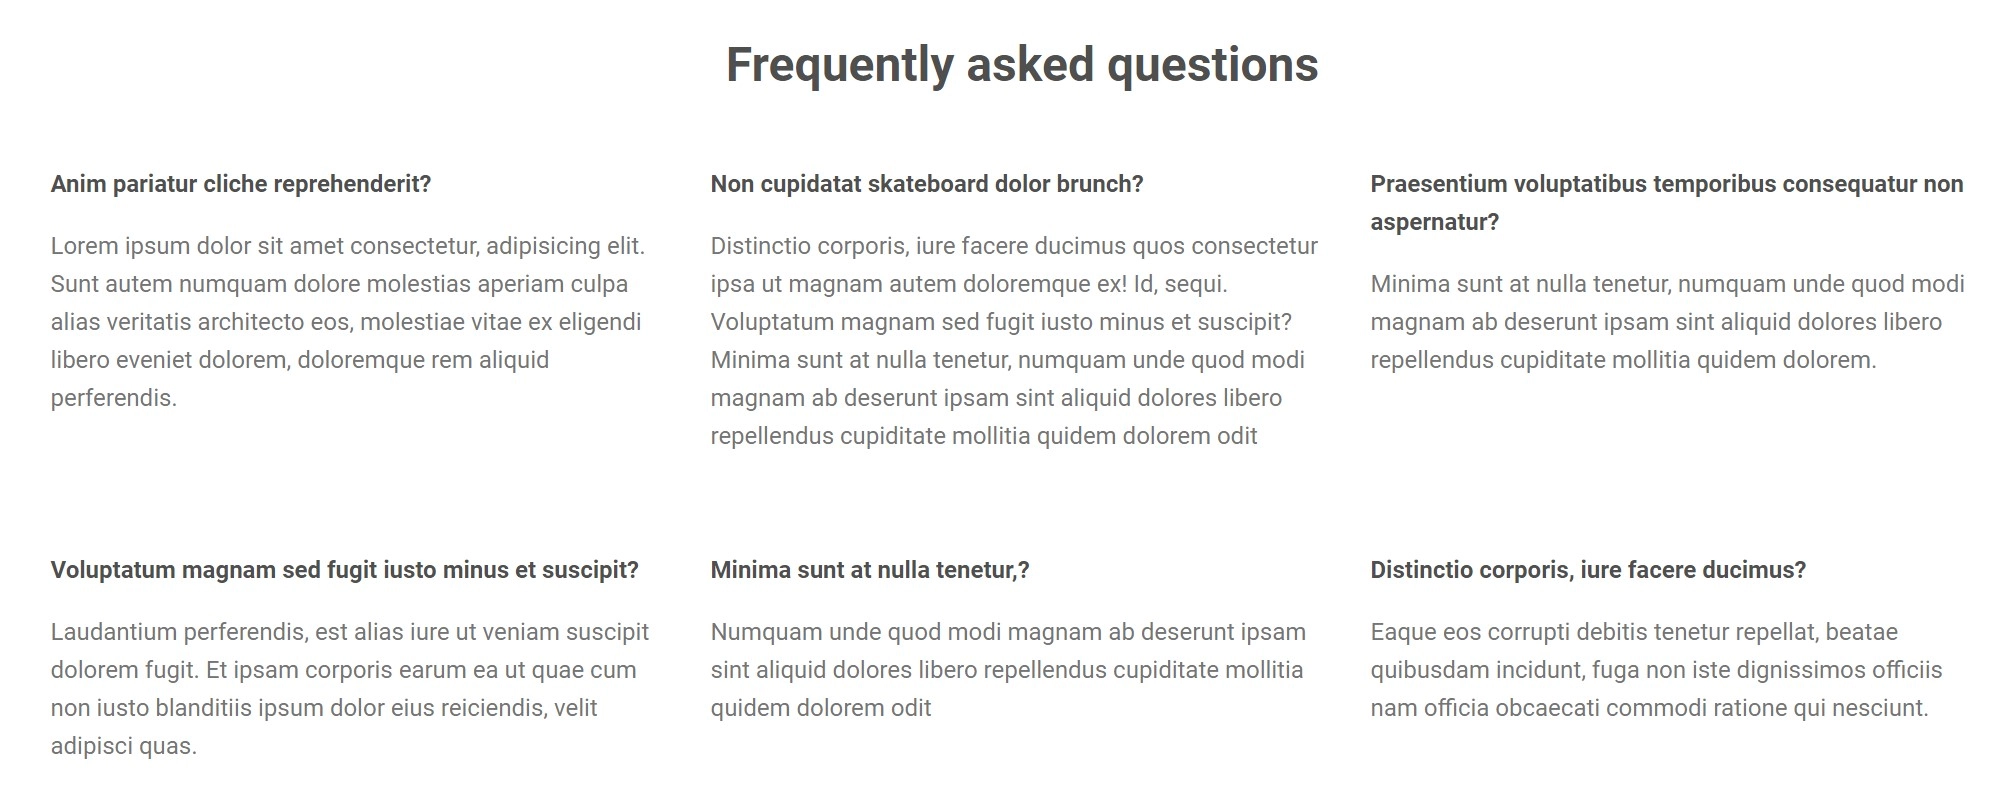 Frequently asked questions
Anim pariatur cliche reprehenderit?
Lorem ipsum dolor sit amet consectetur, adipisicing elit.
Sunt autem numquam dolore molestias aperiam culpa
alias veritatis architecto eos, molestiae vitae ex eligendi
libero eveniet dolorem, doloremque rem aliquid
perferendis.
Non cupidatat skateboard dolor brunch?
Distinctio corporis, iure facere ducimus quos consectetur
ipsa ut magnam autem doloremque ex! Id, sequi.
Voluptatum magnam sed fugit iusto minus et suscipit?
Minima sunt at nulla tenetur, numquam unde quod modi
magnam ab deserunt ipsam sint aliquid dolores libero
repellendus cupiditate mollitia quidem dolorem odit
Praesentium voluptatibus temporibus consequatur non
aspernatur?
Minima sunt at nulla tenetur, numquam unde quod modi
magnam ab deserunt ipsam sint aliquid dolores libero
repellendus cupiditate mollitia quidem dolorem.
Voluptatum magnam sed fugit iusto minus et suscipit?
Laudantium perferendis, est alias iure ut veniam suscipit
dolorem fugit. Et ipsam corporis earum ea ut quae cum
non iusto blanditiis ipsum dolor eius reiciendis, velit
adipisci quas.
Minima sunt at nulla tenetur,?
Numquam unde quod modi magnam ab deserunt ipsam
sint aliquid dolores libero repellendus cupiditate mollitia
quidem dolorem odit
Distinctio corporis, iure facere ducimus?
Eaque eos corrupti debitis tenetur repellat, beatae
quibusdam incidunt, fuga non iste dignissimos officiis
nam officia obcaecati commodi ratione qui nesciunt.